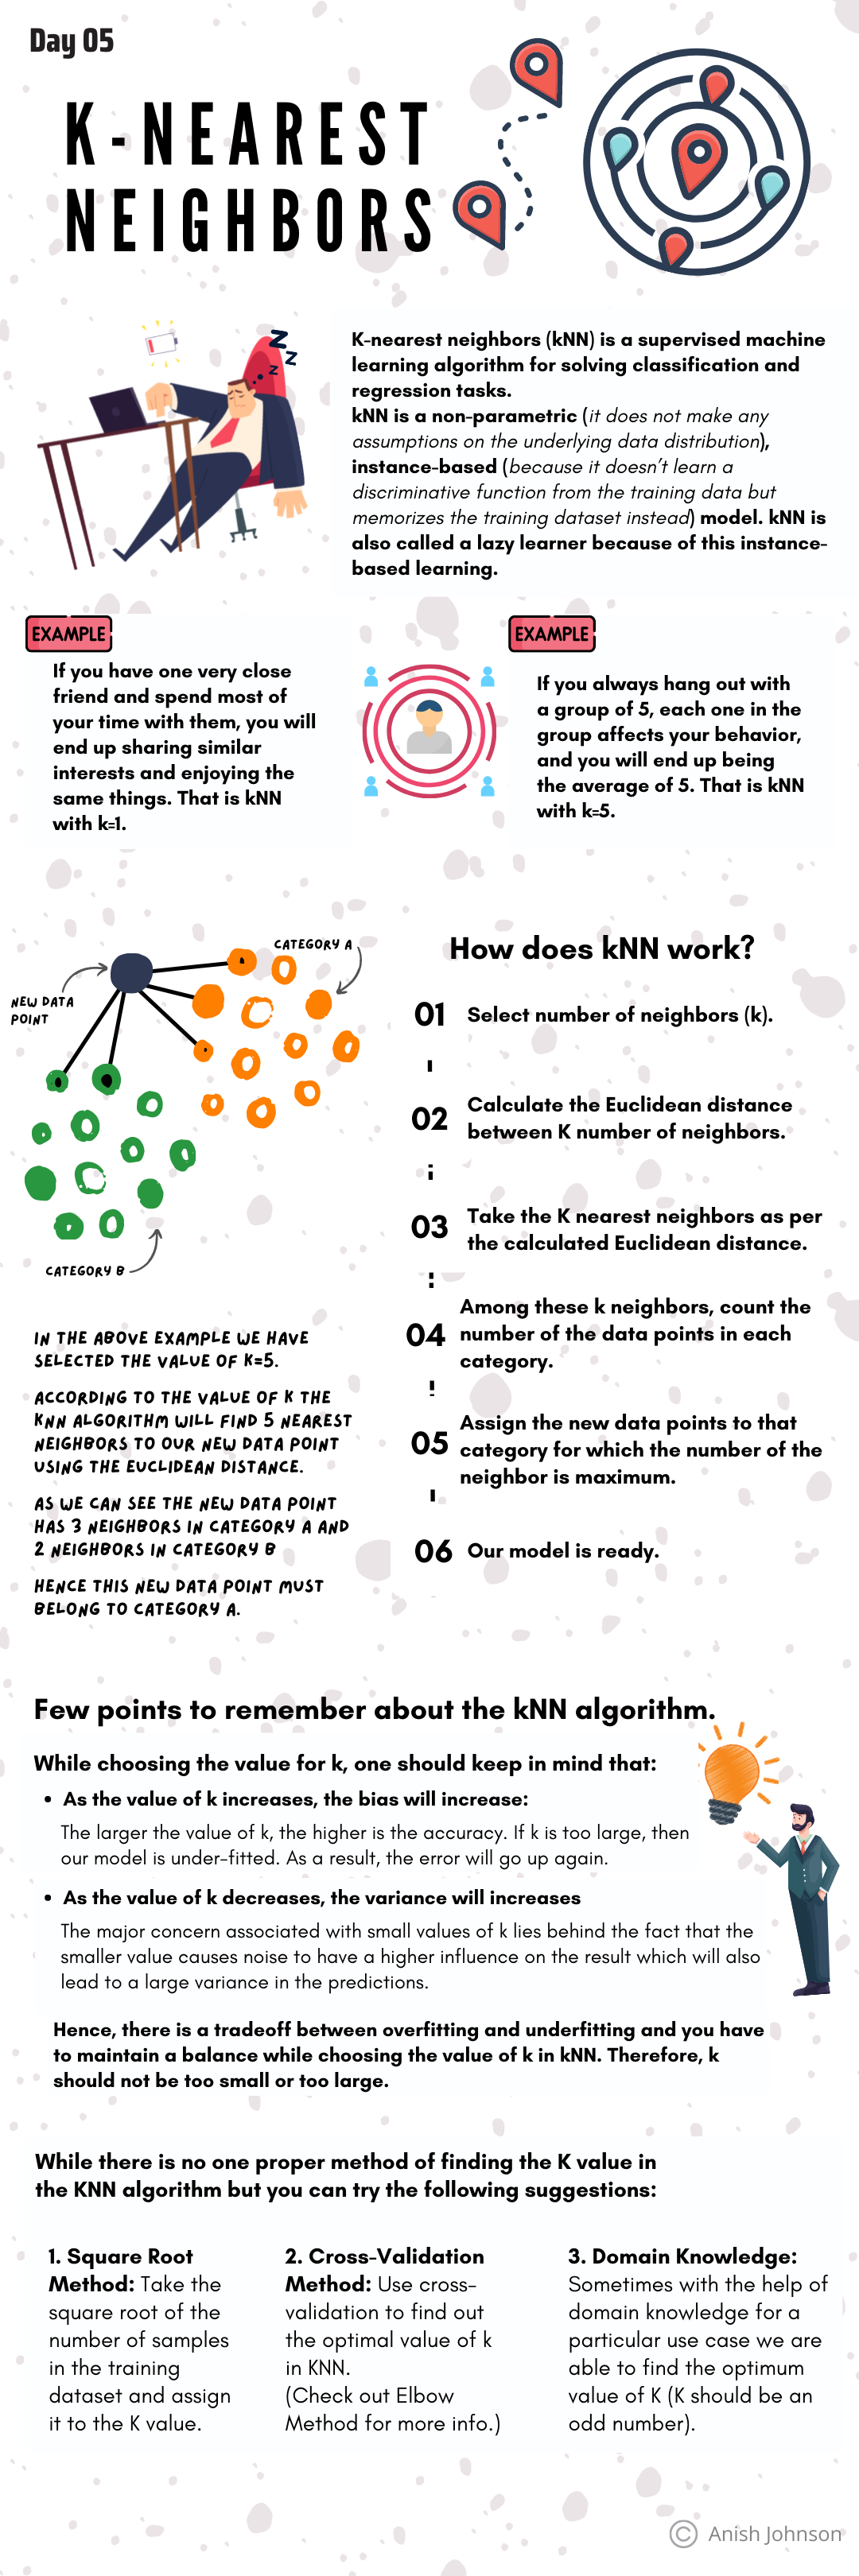 Day 05
K-NEAREST
NEIGHBORS
Z
Z
Z
K-nearest neighbors (kNN) is a supervised machine
learning algorithm for solving classification and
regression tasks.
kNN is a non-parametric (it does not make any
assumptions on the underlying data distribution),
instance-based (because it doesn't learn a
discriminative function from the training data but
memorizes the training dataset instead) model. kNN is
also called a lazy learner because of this instance-
based learning.
EXAMPLE
If you have one very close
friend and spend most of
your time with them, you will
end up sharing similar
interests and enjoying the
same things. That is kNN
with k=1.
EXAMPLE
If you always hang out with
a group of 5, each one in the
group affects your behavior,
and you will end up being
the average of 5. That is kNN
with k=5.
CATEGORY A
NEW DATA
POINT
CATEGORY B
IN THE ABOVE EXAMPLE WE HAVE
SELECTED THE VALUE OF K=5.
ACCORDING TO THE VALUE OF K THE
KNN ALGORITHM WILL FIND 5 NEAREST
NEIGHBORS TO OUR NEW DATA POINT
USING THE EUCLIDEAN DISTANCE.
AS WE CAN SEE THE NEW DATA POINT
HAS 3 NEIGHBORS IN CATEGORY A AND
2 NEIGHBORS IN CATEGORY B
HENCE THIS NEW DATA POINT MUST
BELONG TO CATEGORY A.
How does kNN work?
01 Select number of neighbors (k).
02 Calculate the Euclidean distance
between K number of neighbors.
03 Take the K nearest neighbors as per
the calculated Euclidean distance.
04 Among these k neighbors, count the
number of the data points in each
category.
05 Assign the new data points to that
category for which the number of the
neighbor is maximum.
06 Our model is ready.
Few points to remember about the kNN algorithm.
While choosing the value for k, one should keep in mind that:
• As the value of k increases, the bias will increase:
The larger the value of k, the higher is the accuracy. If k is too large, then
our model is under-fitted. As a result, the error will go up again.
• As the value of k decreases, the variance will increases
The major concern associated with small values of k lies behind the fact that the
smaller value causes noise to have a higher influence on the result which will also
lead to a large variance in the predictions.
Hence, there is a tradeoff between overfitting and underfitting and you have
to maintain a balance while choosing the value of k in kNN. Therefore, k
should not be too small or too large.
While there is no one proper method of finding the K value in
the KNN algorithm but you can try the following suggestions:
1. Square Root
Method: Take the
square root of the
number of samples
in the training
dataset and assign
it to the K value.
2. Cross-Validation
Method: Use cross-
validation to find out
the optimal value of k
in KNN.
(Check out Elbow
Method for more info.)
3. Domain Knowledge:
Sometimes with the help of
domain knowledge for a
particular use case we are
able to find the optimum
value of K (K should be an
odd number).
© Anish Johnson